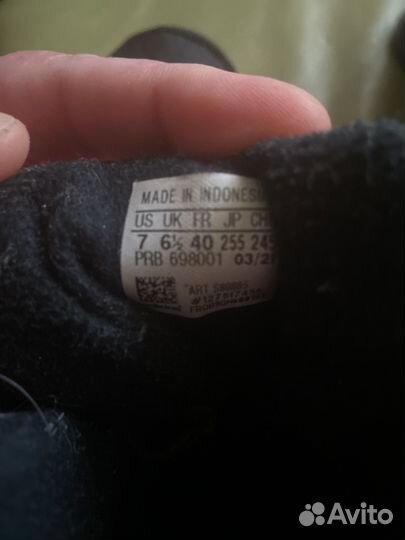 MADE IN INDONESIA
US UK FR JP CH
7 6½ 40 255 245
PRB 698001 03/2
ART
Avito